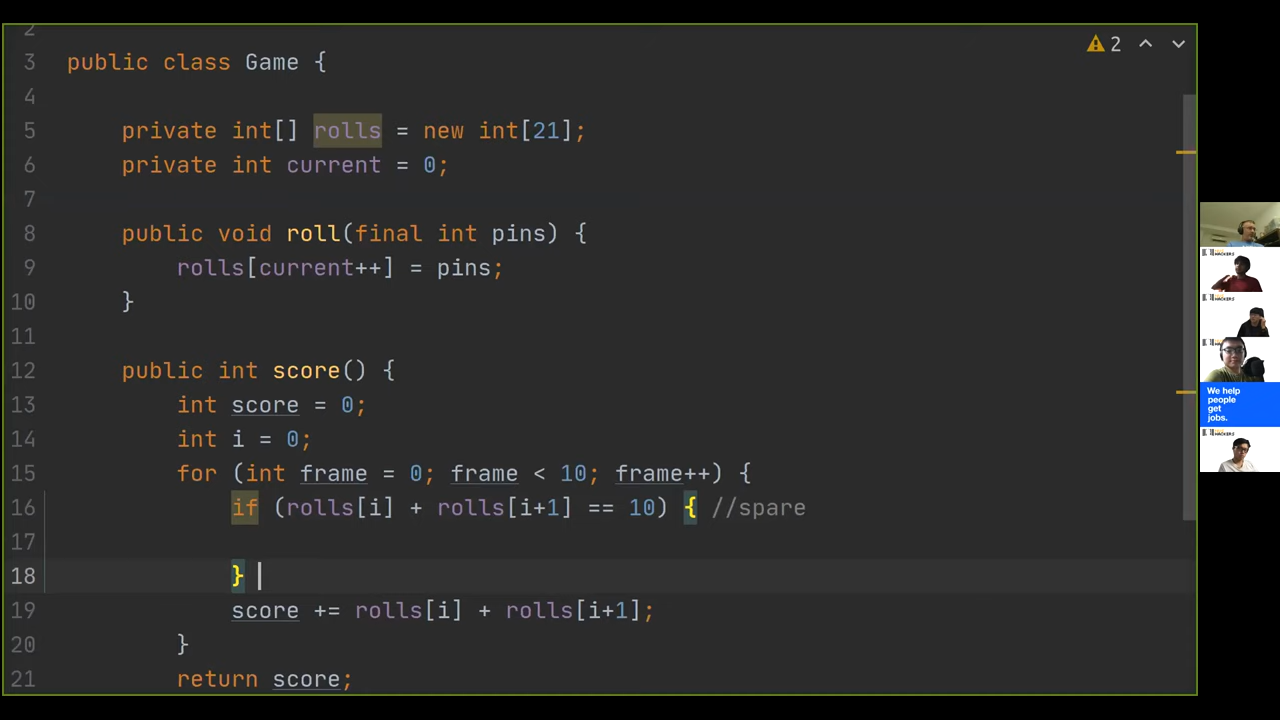 2
3 public class Game {
4
5 private int[] rolls = new int[21];
6 private int current = 0;
7
8 public void roll(final int pins) {
9 rolls[current++] = pins;
10 }
11
12 public int score() {
13 int score = 0;
14 int i = 0;
15 for (int frame = 0; frame < 10; frame++) {
16 if (rolls[i] + rolls[i+1] == 10) { //spare
17
18 }
19 score += rolls[i] + rolls[i+1];
20 }
21 return score;
2
We help
people
get
jobs.